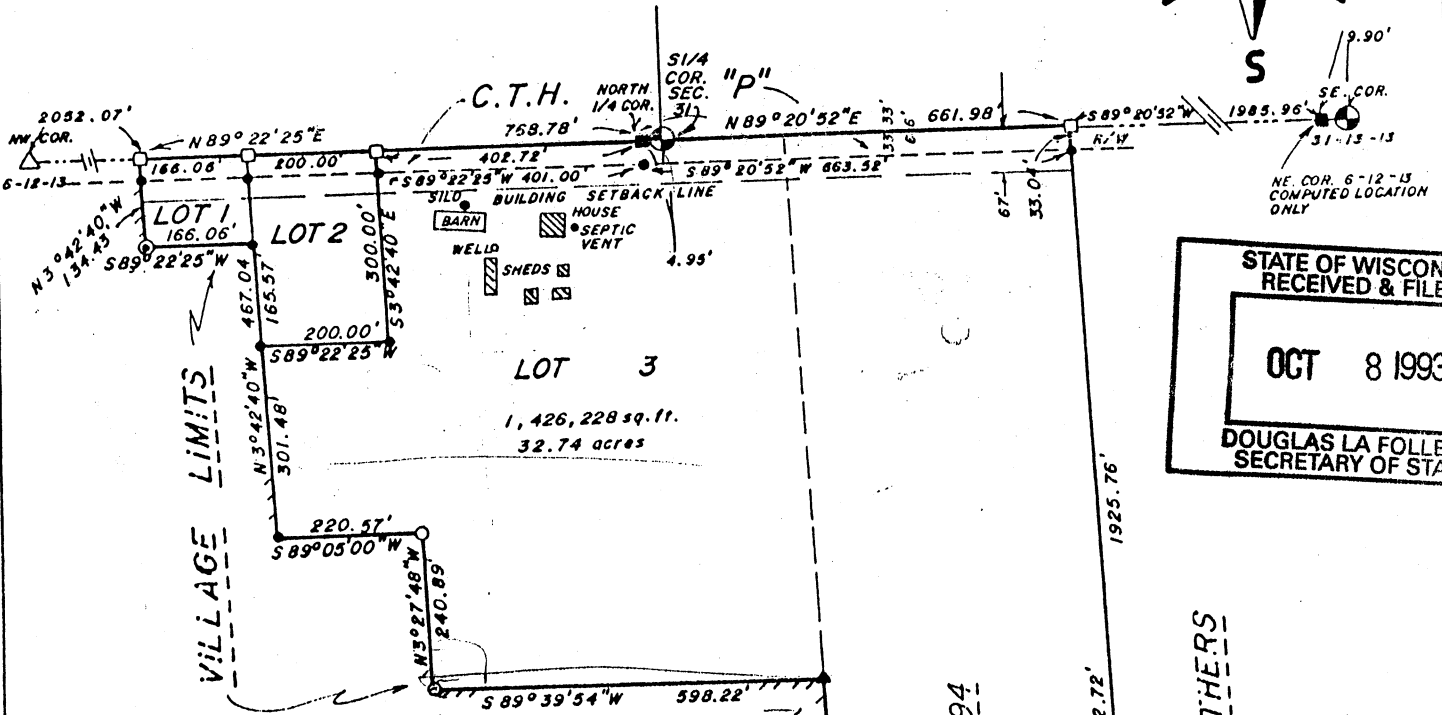 S
9.90'
S1/4
COR.
SEC.
31
"P"
C.T.H.
NORTH
1/4 COR.
SE. COR.
2052.07'
NW. COR.
N 89° 22' 25" E
768.78'
N 89° 20' 52" E
661.98'
S 89° 20' 52" W
1985.96'
31-13-13
6-12-13
166.06'
200.00'
402.72'
33.33'
R/W
S 89° 22' 25" W 401.00'
S 89° 20' 52" W 663.52'
NE. COR. 6-12-13
COMPUTED LOCATION
ONLY
BUILDING SETBACK LINE
SILO
BARN
HOUSE
SEPTIC
VENT
WELL
SHEDS
4.95'
67'
33.04'
LOT 1
166.06'
S 89° 22' 25" W
N 3° 42' 40" W
134.43'
LOT 2
300.00'
S 3° 42' 40" E
467.04
165.57
200.00'
S 89° 22' 25" W
LOT 3
1,426,228 sq. ft.
32.74 acres
STATE OF WISCON
RECEIVED & FILE
OCT 8 1993
DOUGLAS LA FOLLE
SECRETARY OF STA
N 3° 42' 40" W
301.48'
VILLAGE LIMITS
220.57'
S 89° 05' 00" W
N 3° 27' 48" W
240.89'
S 89° 39' 54" W 598.22'
1925.76'
2.72'
94
THERS